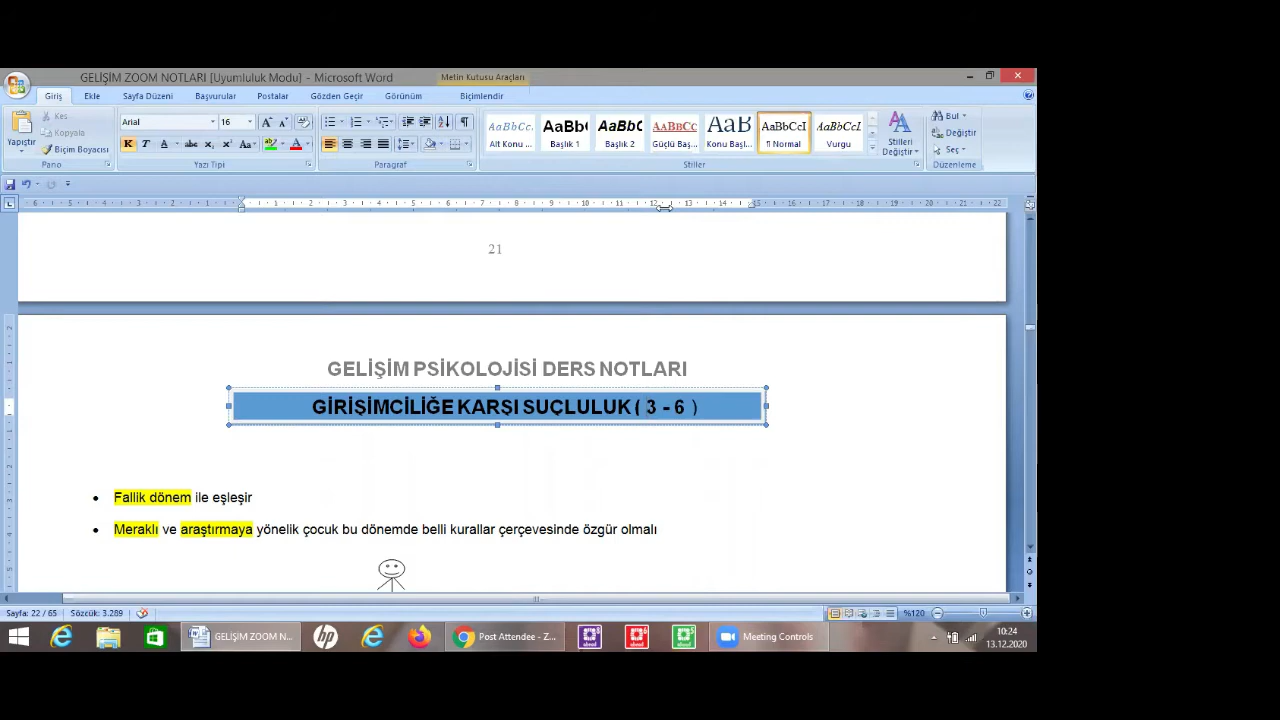 GELİŞİM ZOOM NOTLARI [Uyumluluk Modu] - Microsoft Word
Metin Kutusu Araçları
Giriş Ekle Sayfa Düzeni Başvurular Postalar Gözden Geçir Görünüm Biçimlendir
Yapıştır
Kes
Kopyala
Biçim Boyacısı
Pano
Arial 16
Yazı Tipi
Paragraf
AaBbCc. AaBbC AaBbC AABBCC AaB AaBbCcI AaBbCcL
Alt Konu ... Başlık 1 Başlık 2 Güçlü Baş... Konu Başl... ¶ Normal Vurgu
Stiller
Stilleri Değiştir
Bul
Değiştir
Seç
Düzenleme
21
GELİŞİM PSİKOLOJİSİ DERS NOTLARI
GİRİŞİMCİLİĞE KARŞI SUÇLULUK ( 3 - 6 )
• Fallik dönem ile eşleşir
• Meraklı ve araştırmaya yönelik çocuk bu dönemde belli kurallar çerçevesinde özgür olmalı
Sayfa: 22 / 65 Sözcük: 3.289 %120
GELİŞİM ZOOM N... Post Attendee - Z... Meeting Controls
10:24
13.12.2020